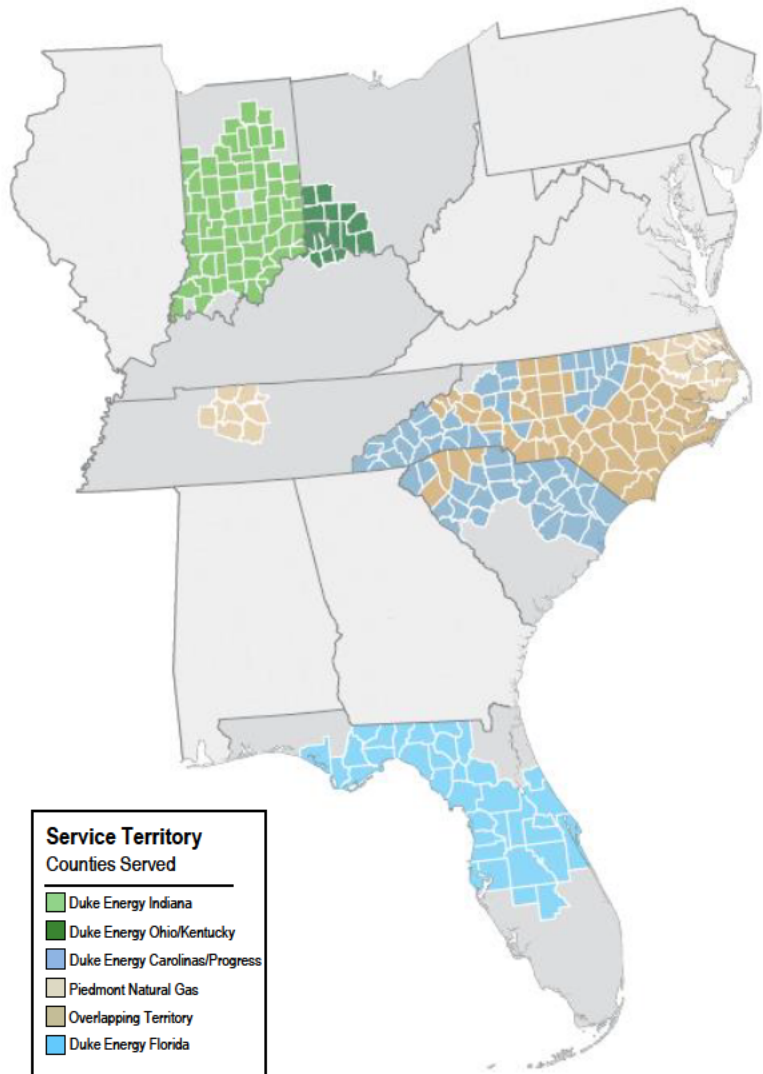 Service Territory
Counties Served
Duke Energy Indiana
Duke Energy Ohio/Kentucky
Duke Energy Carolinas/Progress
Piedmont Natural Gas
Overlapping Territory
Duke Energy Florida